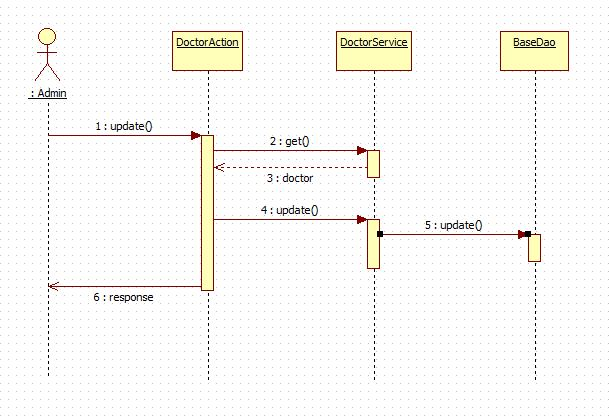 DoctorAction
DoctorService
BaseDao
: Admin
1 : update()
2 : get()
3 : doctor
4 : update()
5 : update()
6 : response